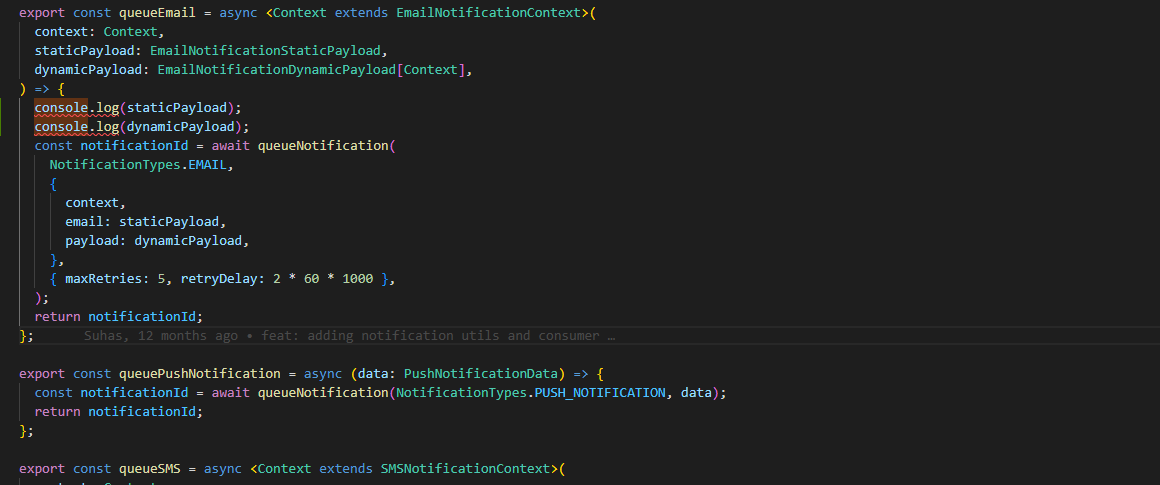 export const queueEmail = async <Context extends EmailNotificationContext>(
context: Context,
staticPayload: EmailNotificationStaticPayload,
dynamicPayload: EmailNotificationDynamicPayload[Context],
) => {
console.log(staticPayload);
console.log(dynamicPayload);
const notificationId = await queueNotification(
NotificationTypes.EMAIL,
{
context,
email: staticPayload,
payload: dynamicPayload,
},
{ maxRetries: 5, retryDelay: 2 * 60 * 1000 },
);
return notificationId;
}; Suhas, 12 months ago • feat: adding notification utils and consumer …
export const queuePushNotification = async (data: PushNotificationData) => {
const notificationId = await queueNotification(NotificationTypes.PUSH_NOTIFICATION, data);
return notificationId;
};
export const queueSMS = async <Context extends SMSNotificationContext>(